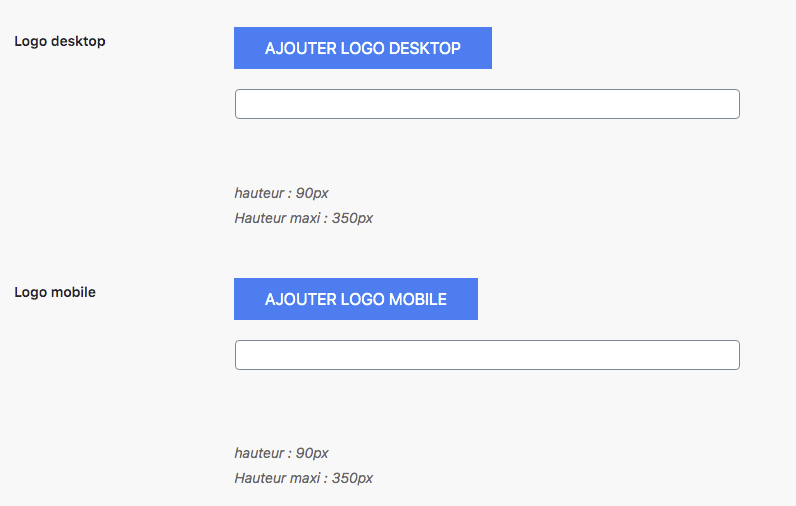 Logo desktop
AJOUTER LOGO DESKTOP
hauteur : 90px
Hauteur maxi : 350px
Logo mobile
AJOUTER LOGO MOBILE
hauteur : 90px
Hauteur maxi : 350px